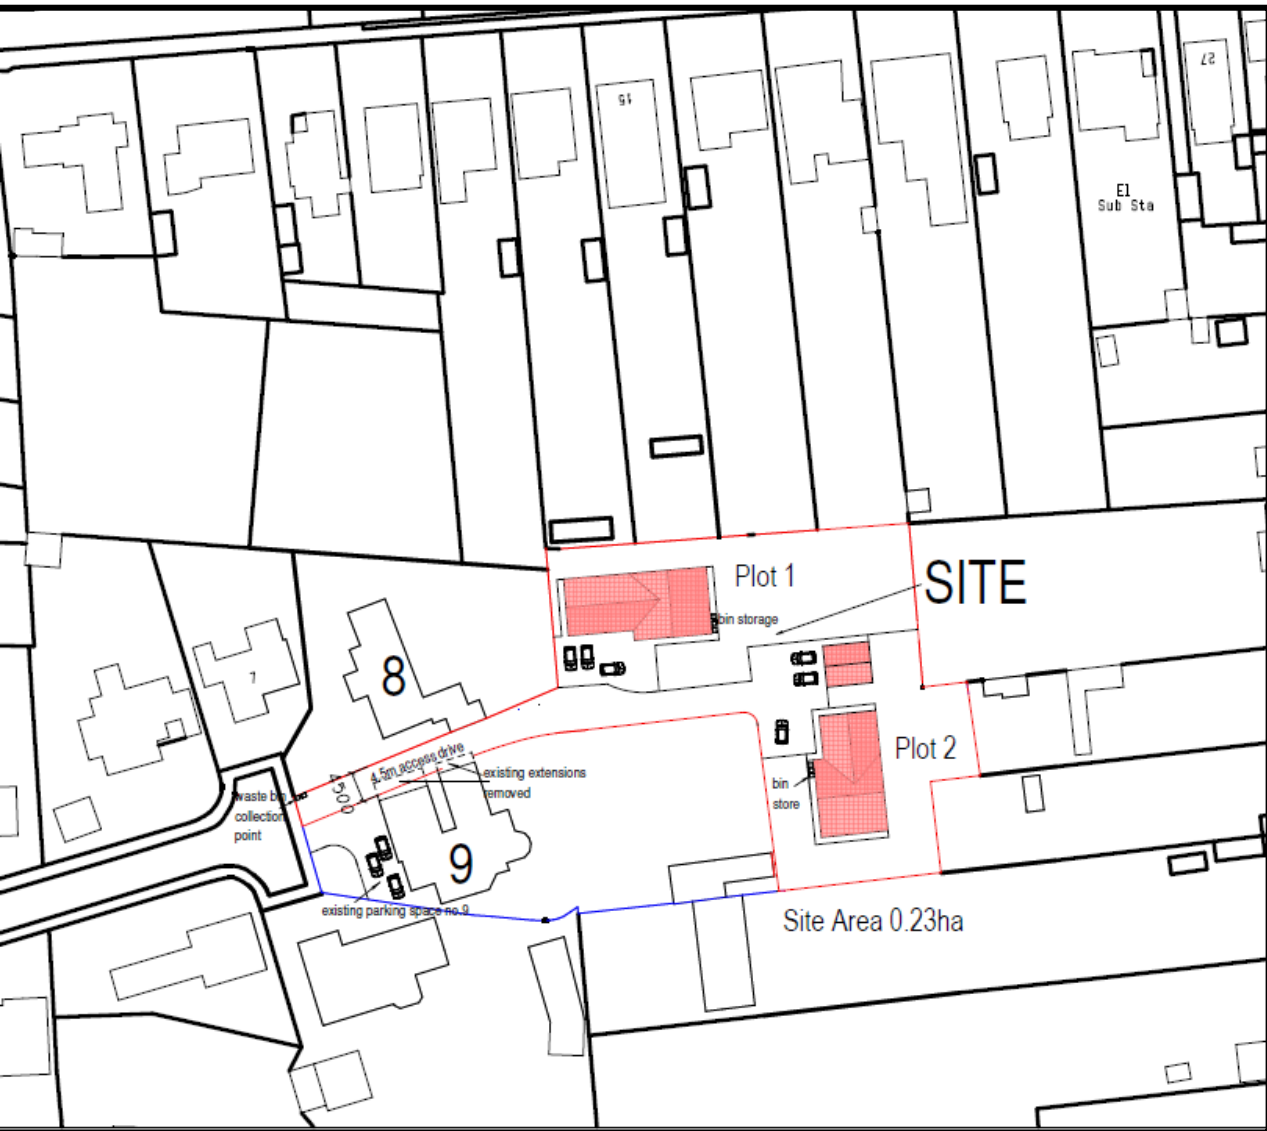 27
15
El
Sub Sta
Plot 1
SITE
bin storage
8
7
Plot 2
4.5m access drive
4500
existing extensions
removed
waste bin
collection
point
bin
store
9
existing parking space no.9
Site Area 0.23ha